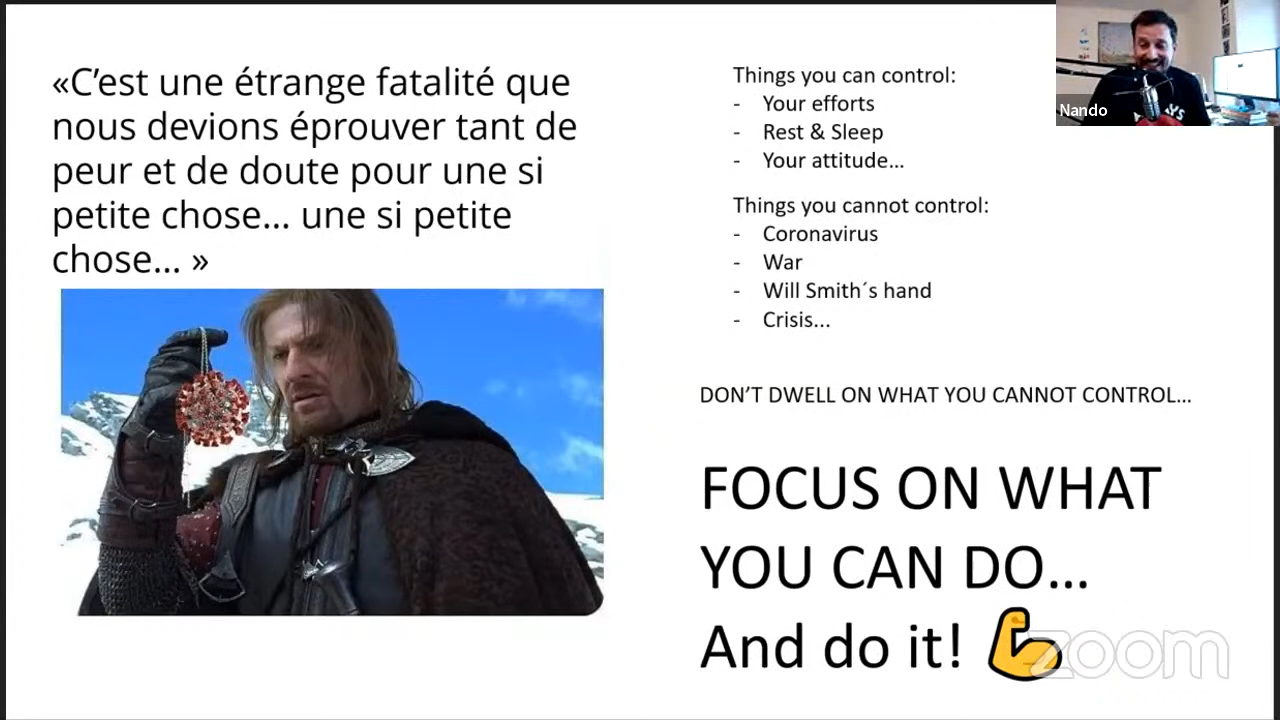 «C’est une étrange fatalité que
nous devions éprouver tant de
peur et de doute pour une si
petite chose… une si petite
chose… »
Things you can control:
- Your efforts
- Rest & Sleep
- Your attitude…
Things you cannot control:
- Coronavirus
- War
- Will Smith´s hand
- Crisis...
DON’T DWELL ON WHAT YOU CANNOT CONTROL…
FOCUS ON WHAT
YOU CAN DO…
And do it! 💪
zoom
Nando